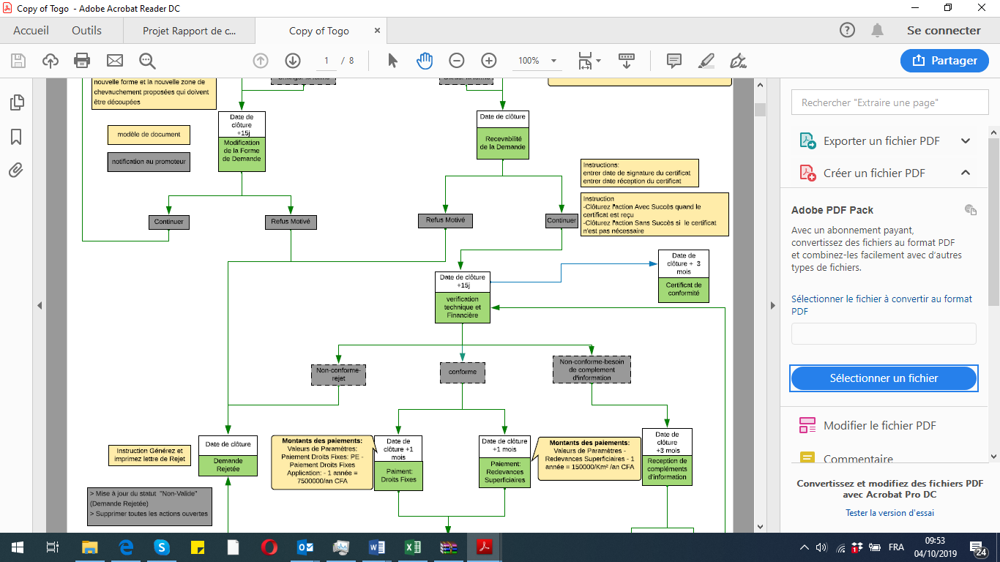 Copy of Togo - Adobe Acrobat Reader DC
Accueil
Outils
Projet Rapport de c...
Copy of Togo
×
Se connecter
1 / 8
100%
Partager
nouvelle forme et la nouvelle zone de
chevauchement proposées qui doivent
être découpées
modèle de document
notification au promoteur
Date de
clôture
+15j
Modification
de la Forme
de Demande
Date de clôture
Recevabilité
de la Demande
Instructions:
entrer date de signature du certificat
entrer date réception du certificat
Instruction
-Clôturez l'action Avec Succès quand le
certificat est reçu
-Clôturez l'action Sans Succès si le certificat
n'est pas nécessaire
Continuer
Refus Motivé
Refus Motivé
Continuer
Date de
clôture + 3
mois
Certificat de
conformité
Date de clôture
+15j
verification
technique et
Financière
Non-conforme-
rejet
conforme
Non-conforme-besoin
de complement
d'information
Instruction Générez et
imprimez lettre de Rejet
Date de clôture
Demande
Rejetée
Montants des paiements:
Valeurs de Paramètres:
Paiement Droits Fixes: PE -
Paiement Droits Fixes
Application: - 1 année =
7500000/an CFA
Date de
clôture +1
mois
Paiment:
Droits Fixes
Date de clôture
+1 mois
Paiement:
Redevances
Superficiaires
Montants des paiements:
Valeurs de Paramètres -
Redevances Superficiaires - 1
année = 150000/Km² /an CFA
Date de
clôture
+3 mois
Reception de
compléments
d'information
> Mise à jour du statut "Non-Valide"
(Demande Rejetée)
> Supprimer toutes les actions ouvertes
Rechercher "Extraire une page"
Exporter un fichier PDF
Créer un fichier PDF
Adobe PDF Pack
Avec un abonnement payant,
convertissez des fichiers au format PDF
et combinez-les facilement avec d'autres
types de fichiers.
Sélectionner le fichier à convertir au format
PDF
Sélectionner un fichier
Modifier le fichier PDF
Commentaire
Convertissez et modifiez des fichiers PDF
avec Acrobat Pro DC
Tester la version d'essai
FRA
09:53
04/10/2019
24